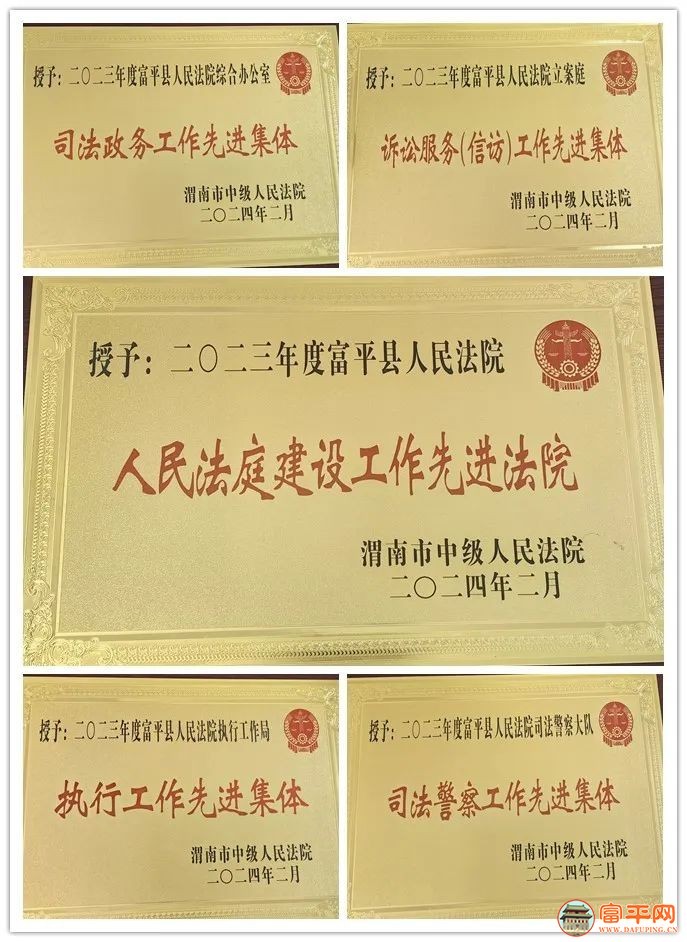 授予：二〇二三年度富平县人民法院综合办公室
司法政务工作先进集体
渭南市中级人民法院
二〇二四年二月
授予：二〇二三年度富平县人民法院立案庭
诉讼服务(信访)工作先进集体
渭南市中级人民法院
二〇二四年二月
授予：二〇二三年度富平县人民法院
人民法庭建设工作先进法院
渭南市中级人民法院
二〇二四年二月
授予：二〇二三年度富平县人民法院执行工作局
执行工作先进集体
渭南市中级人民法院
二〇二四年二月
授予：二〇二三年度富平县人民法院司法警察大队
司法警察工作先进集体
渭南市中级人民法院
二〇二四年二月
富平网
WWW.DAFUPING.CN